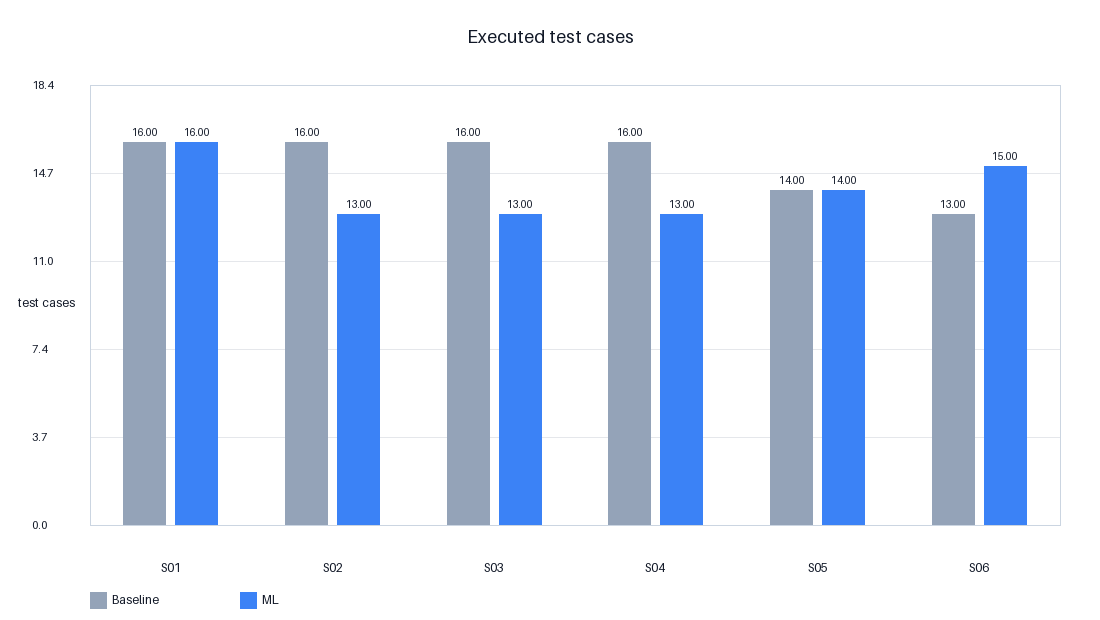 Executed test cases
18.4
16.00 16.00 16.00 16.00 16.00
15.00
14.7
14.00 14.00
13.00 13.00 13.00 13.00
11.0
test cases
7.4
3.7
0.0
S01 S02 S03 S04 S05 S06
Baseline ML